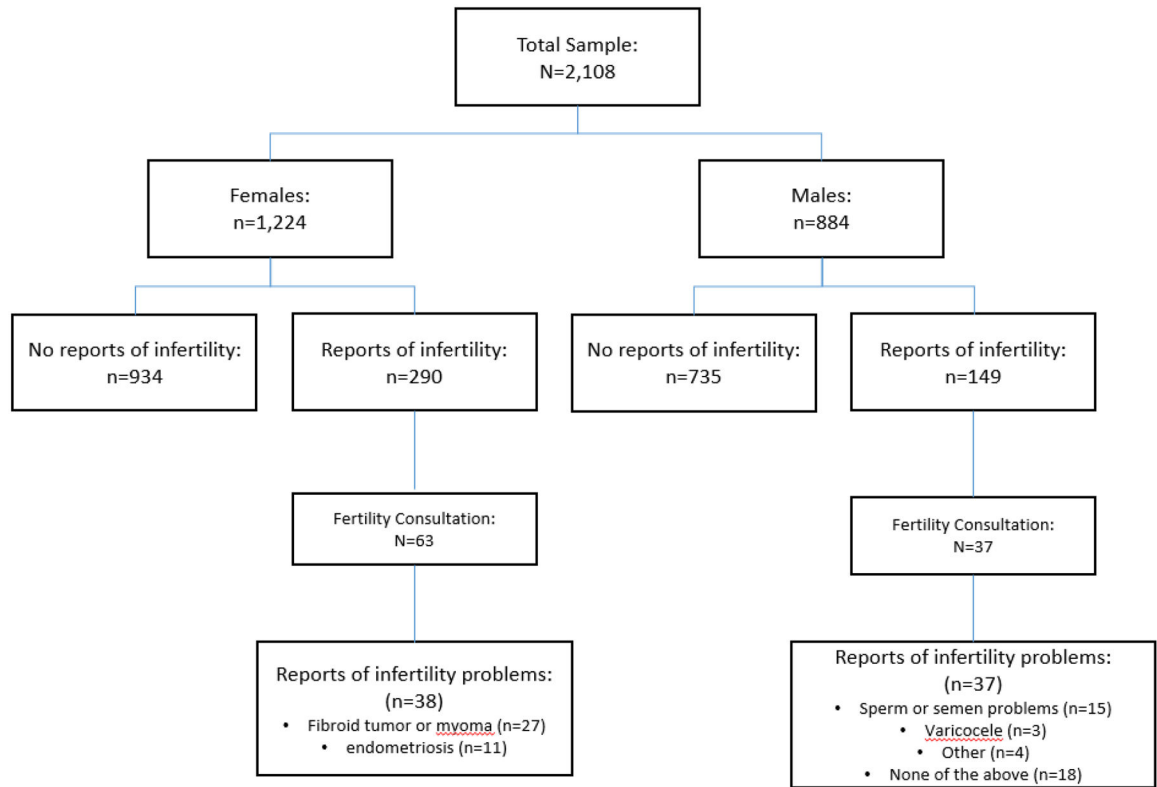 Total Sample:
N=2,108
Females:
n=1,224
Males:
n=884
No reports of infertility:
n=934
Reports of infertility:
n=290
No reports of infertility:
n=735
Reports of infertility:
n=149
Fertility Consultation:
N=63
Fertility Consultation:
N=37
Reports of infertility problems:
(n=38)
• Fibroid tumor or myoma (n=27)
• endometriosis (n=11)
Reports of infertility problems:
(n=37)
• Sperm or semen problems (n=15)
• Varicocele (n=3)
• Other (n=4)
• None of the above (n=18)